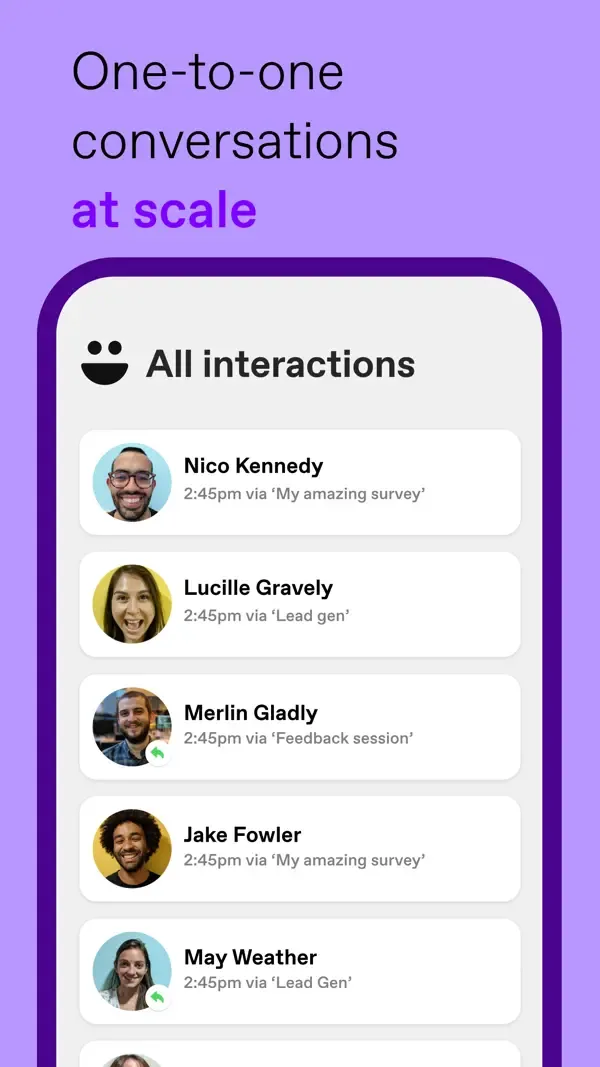 One-to-one
conversations
at scale
All interactions
Nico Kennedy
2:45pm via ‘My amazing survey’
Lucille Gravely
2:45pm via ‘Lead gen’
Merlin Gladly
2:45pm via ‘Feedback session’
Jake Fowler
2:45pm via ‘My amazing survey’
May Weather
2:45pm via ‘Lead Gen’